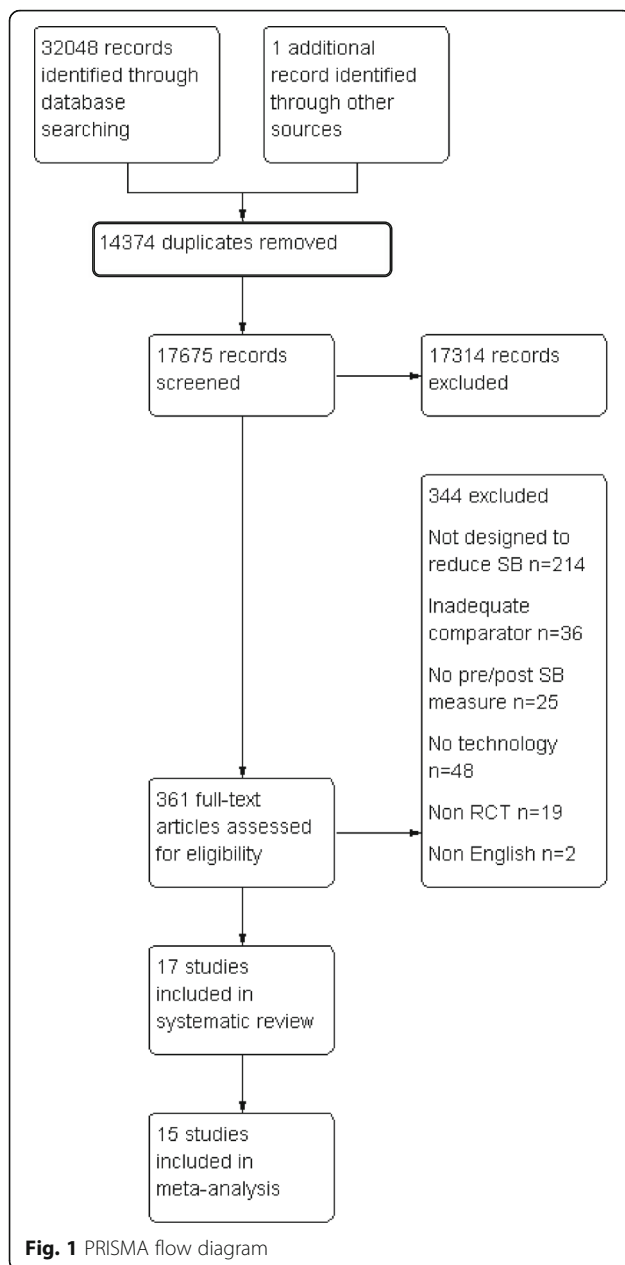 32048 records
identified through
database
searching
1 additional
record identified
through other
sources
14374 duplicates removed
17675 records
screened
17314 records
excluded
344 excluded
Not designed to
reduce SB n=214
Inadequate
comparator n=36
No pre/post SB
measure n=25
No technology
n=48
Non RCT n=19
Non English n=2
361 full-text
articles assessed
for eligibility
17 studies
included in
systematic review
15 studies
included in
meta-analysis
Fig. 1 PRISMA flow diagram